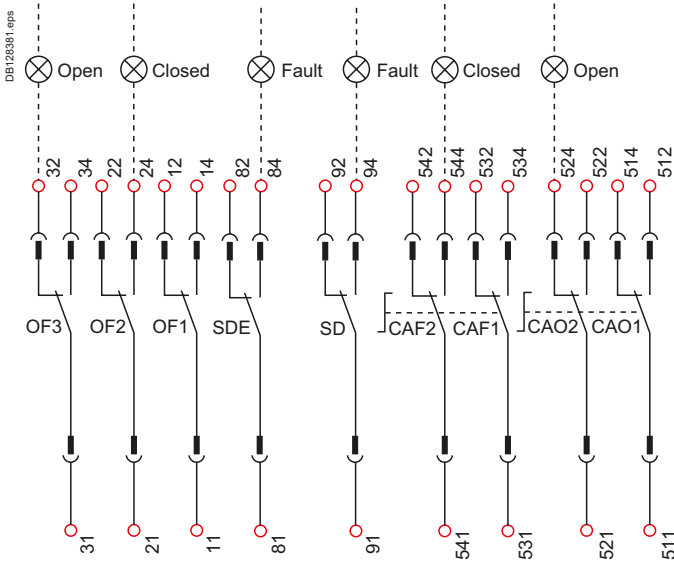 DB128381.eps
Open Closed Fault Fault Closed Open
32 34 22 24 12 14 82 84 92 94 542 544 532 534 524 522 514 512
OF3 OF2 OF1 SDE SD CAF2 CAF1 CAO2 CAO1
31 21 11 81 91 541 531 521 511